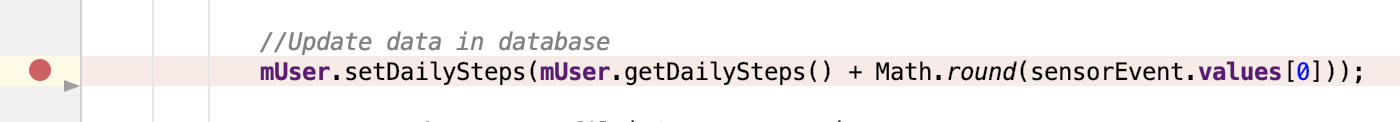 //Update data in database
mUser.setDailySteps(mUser.getDailySteps() + Math.round(sensorEvent.values[0]));